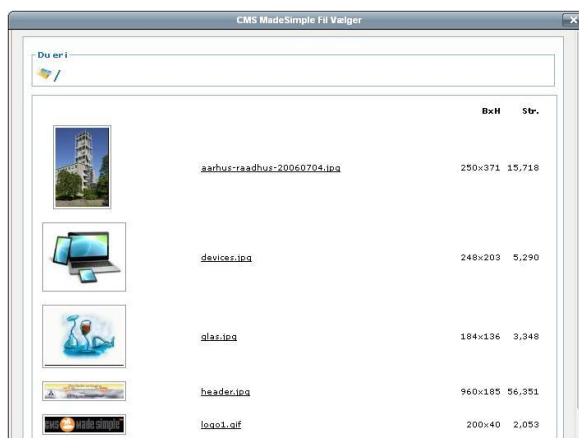 CMS MadeSimple Fil Vælger
Du er i
/
BxH Str.
aarhus-raadhus-20060704.jpg 250x371 15,718
devices.jpg 248x203 5,290
glas.jpg 184x136 3,348
header.jpg 960x185 56,351
cms made simple logo1.gif 200x40 2,053